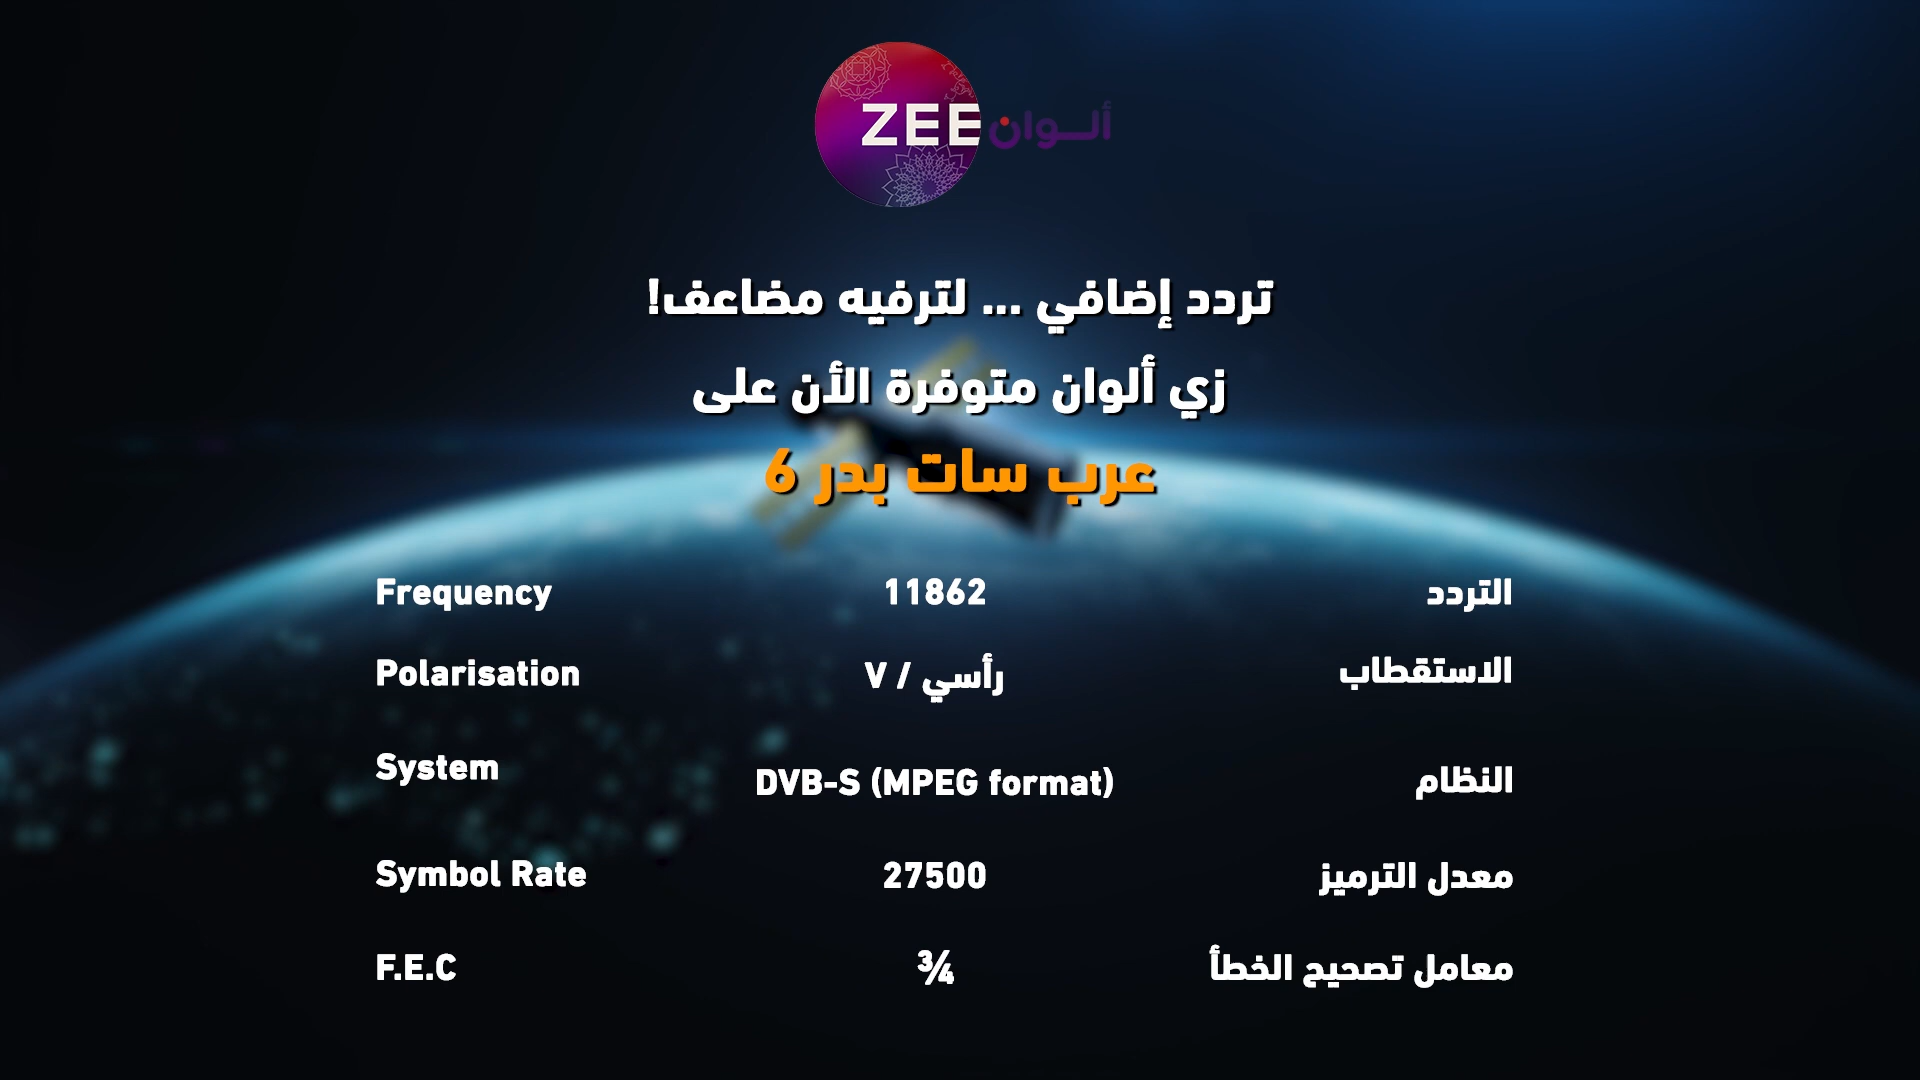 ZEE ألـــوان
تردد إضافي ... لترفيه مضاعف!
زي ألوان متوفرة الأن على
عرب سات بدر 6
Frequency 11862 التردد
Polarisation رأسي / V الاستقطاب
System DVB-S (MPEG format) النظام
Symbol Rate 27500 معدل الترميز
F.E.C ¾ معامل تصحيح الخطأ